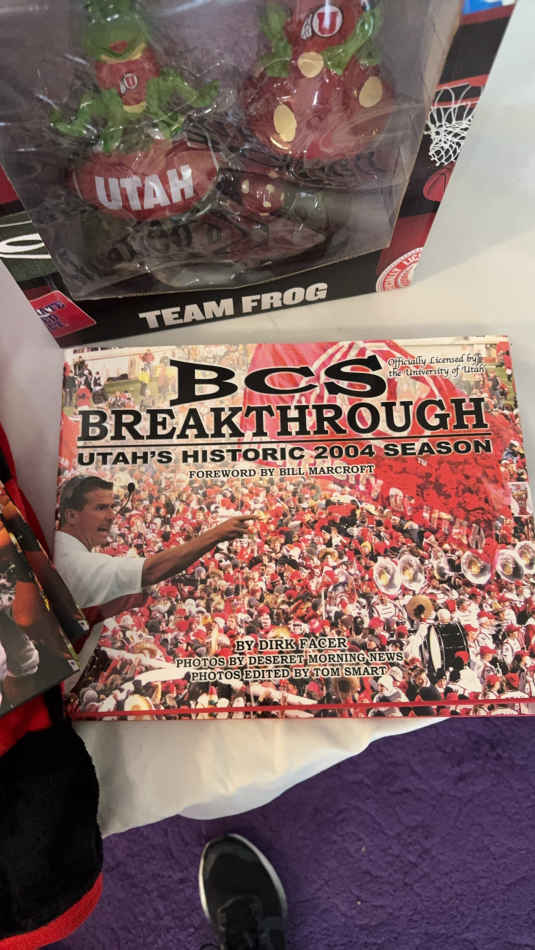 U
U
UTAH
TEAM FROG
BCS
Officially Licensed by
the University of Utah
BREAKTHROUGH
UTAH'S HISTORIC 2004 SEASON
FOREWORD BY BILL MARCROFT
BY DIRK FACER
PHOTOS BY DESERET MORNING NEWS
PHOTOS EDITED BY TOM SMART